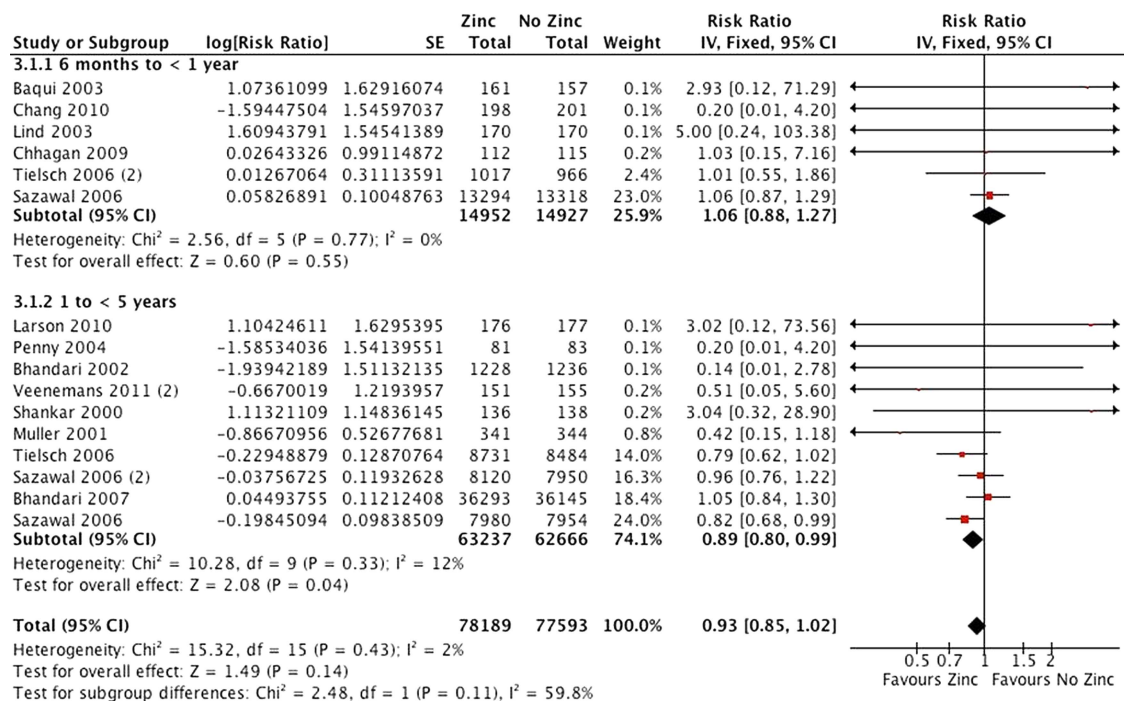 Zinc No Zinc Risk Ratio Risk Ratio
Study or Subgroup log[Risk Ratio] SE Total Total Weight IV, Fixed, 95% CI IV, Fixed, 95% CI
3.1.1 6 months to < 1 year
Baqui 2003 1.07361099 1.62916074 161 157 0.1% 2.93 [0.12, 71.29]
Chang 2010 −1.59447504 1.54597037 198 201 0.1% 0.20 [0.01, 4.20]
Lind 2003 1.60943791 1.54541389 170 170 0.1% 5.00 [0.24, 103.38]
Chhagan 2009 0.02643326 0.99114872 112 115 0.2% 1.03 [0.15, 7.16]
Tielsch 2006 (2) 0.01267064 0.31113591 1017 966 2.4% 1.01 [0.55, 1.86]
Sazawal 2006 0.05826891 0.10048763 13294 13318 23.0% 1.06 [0.87, 1.29]
Subtotal (95% CI) 14952 14927 25.9% 1.06 [0.88, 1.27]
Heterogeneity: Chi² = 2.56, df = 5 (P = 0.77); I² = 0%
Test for overall effect: Z = 0.60 (P = 0.55)
3.1.2 1 to < 5 years
Larson 2010 1.10424611 1.6295395 176 177 0.1% 3.02 [0.12, 73.56]
Penny 2004 −1.58534036 1.54139551 81 83 0.1% 0.20 [0.01, 4.20]
Bhandari 2002 −1.93942189 1.51132135 1228 1236 0.1% 0.14 [0.01, 2.78]
Veenemans 2011 (2) −0.6670019 1.2193957 151 155 0.2% 0.51 [0.05, 5.60]
Shankar 2000 1.11321109 1.14836145 136 138 0.2% 3.04 [0.32, 28.90]
Muller 2001 −0.86670956 0.52677681 341 344 0.8% 0.42 [0.15, 1.18]
Tielsch 2006 −0.22948879 0.12870764 8731 8484 14.0% 0.79 [0.62, 1.02]
Sazawal 2006 (2) −0.03756725 0.11932628 8120 7950 16.3% 0.96 [0.76, 1.22]
Bhandari 2007 0.04493755 0.11212408 36293 36145 18.4% 1.05 [0.84, 1.30]
Sazawal 2006 −0.19845094 0.09838509 7980 7954 24.0% 0.82 [0.68, 0.99]
Subtotal (95% CI) 63237 62666 74.1% 0.89 [0.80, 0.99]
Heterogeneity: Chi² = 10.28, df = 9 (P = 0.33); I² = 12%
Test for overall effect: Z = 2.08 (P = 0.04)
Total (95% CI) 78189 77593 100.0% 0.93 [0.85, 1.02]
Heterogeneity: Chi² = 15.32, df = 15 (P = 0.43); I² = 2%
Test for overall effect: Z = 1.49 (P = 0.14)
Test for subgroup differences: Chi² = 2.48, df = 1 (P = 0.11), I² = 59.8%
0.5 0.7 1 1.5 2
Favours Zinc Favours No Zinc